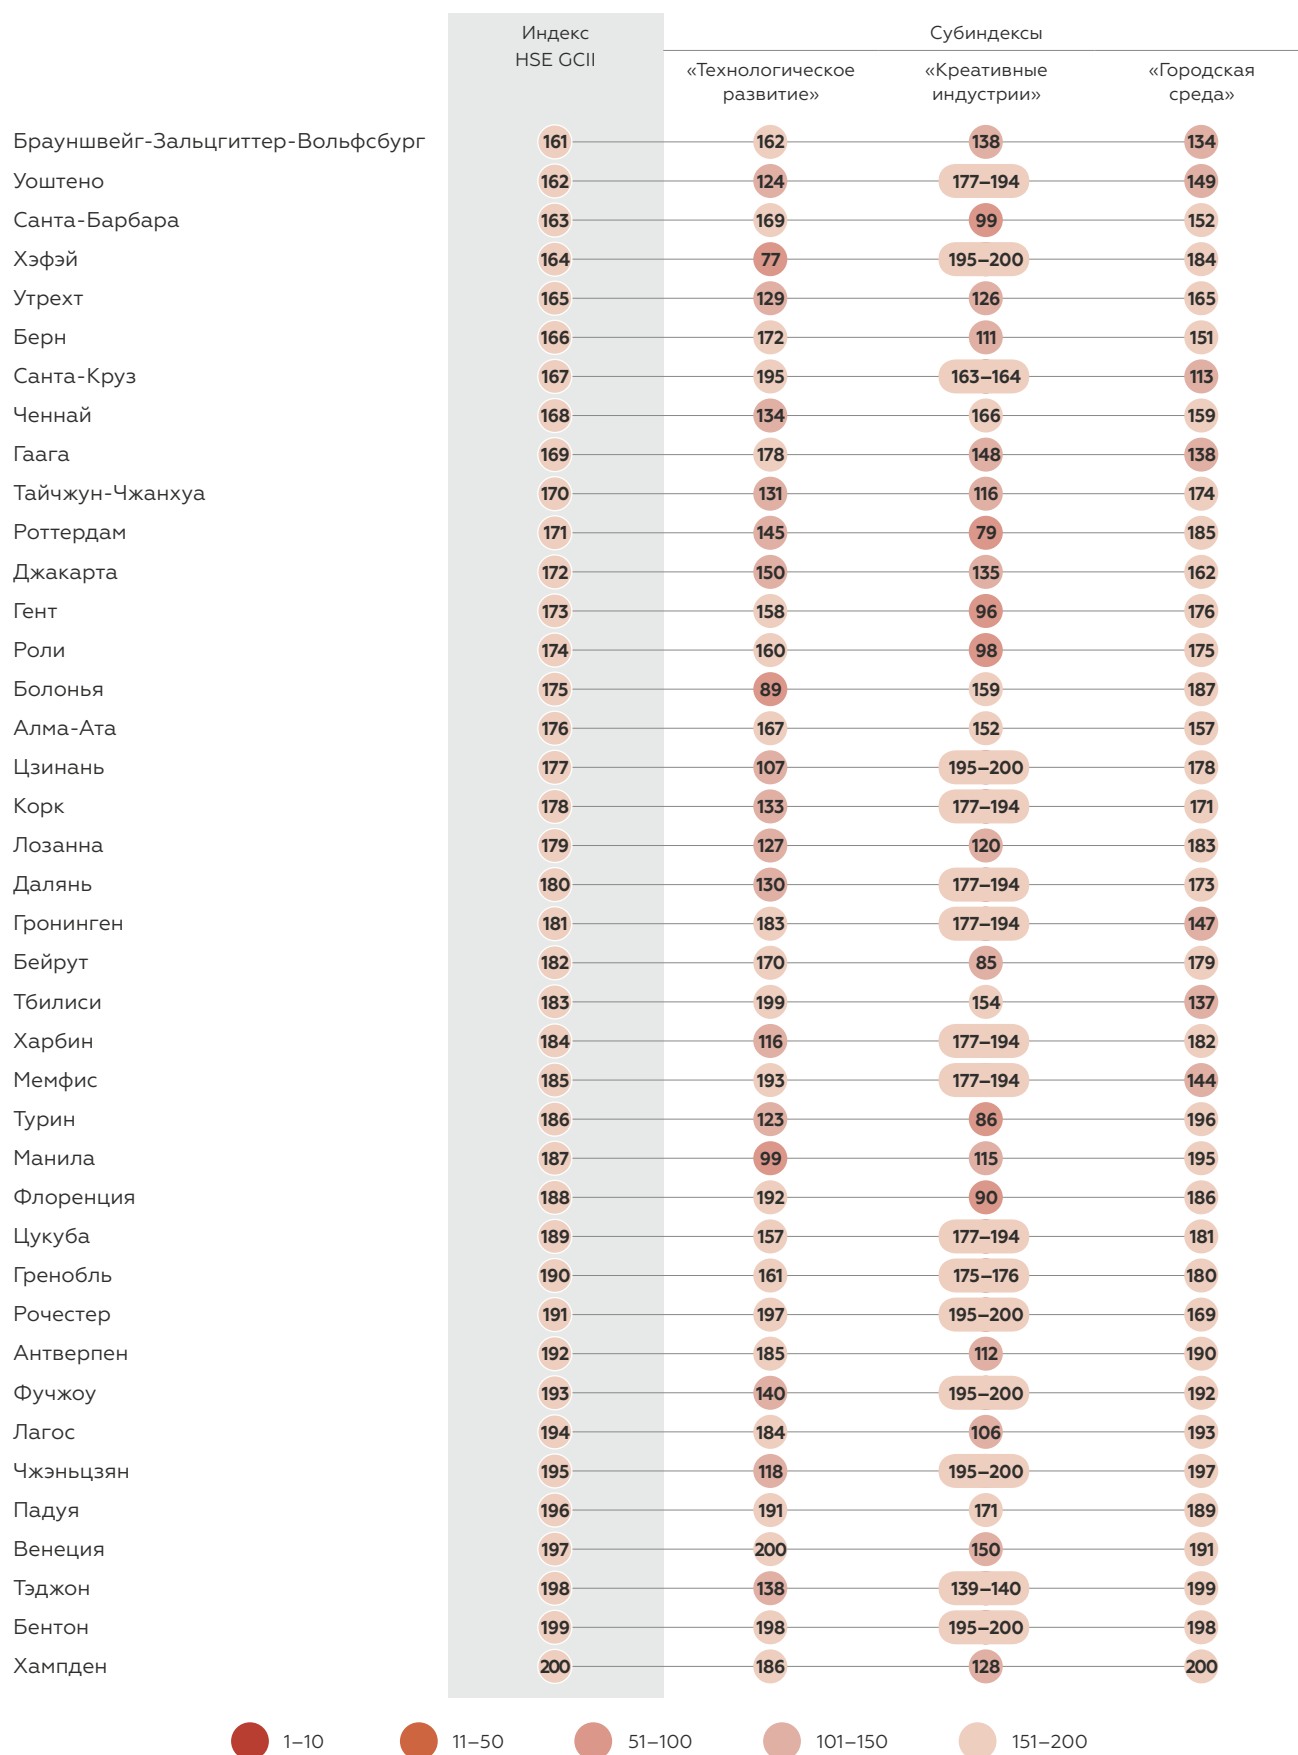 Индекс
HSE GCII
Субиндексы
«Технологическое
развитие»
«Креативные
индустрии»
«Городская
среда»
Брауншвейг-Зальцгиттер-Вольфсбург 161 162 138 134
Уоштено 162 124 177–194 149
Санта-Барбара 163 169 99 152
Хэфэй 164 77 195–200 184
Утрехт 165 129 126 165
Берн 166 172 111 151
Санта-Круз 167 195 163–164 113
Ченнай 168 134 166 159
Гаага 169 178 148 138
Тайчжун-Чжанхуа 170 131 116 174
Роттердам 171 145 79 185
Джакарта 172 150 135 162
Гент 173 158 96 176
Роли 174 160 98 175
Болонья 175 89 159 187
Алма-Ата 176 167 152 157
Цзинань 177 107 195–200 178
Корк 178 133 177–194 171
Лозанна 179 127 120 183
Далянь 180 130 177–194 173
Гронинген 181 183 177–194 147
Бейрут 182 170 85 179
Тбилиси 183 199 154 137
Харбин 184 116 177–194 182
Мемфис 185 193 177–194 144
Турин 186 123 86 196
Манила 187 99 115 195
Флоренция 188 192 90 186
Цукуба 189 157 177–194 181
Гренобль 190 161 175–176 180
Рочестер 191 197 195–200 169
Антверпен 192 185 112 190
Фучжоу 193 140 195–200 192
Лагос 194 184 106 193
Чжэньцзян 195 118 195–200 197
Падуя 196 191 171 189
Венеция 197 200 150 191
Тэджон 198 138 139–140 199
Бентон 199 198 195–200 198
Хампден 200 186 128 200
1–10 11–50 51–100 101–150 151–200